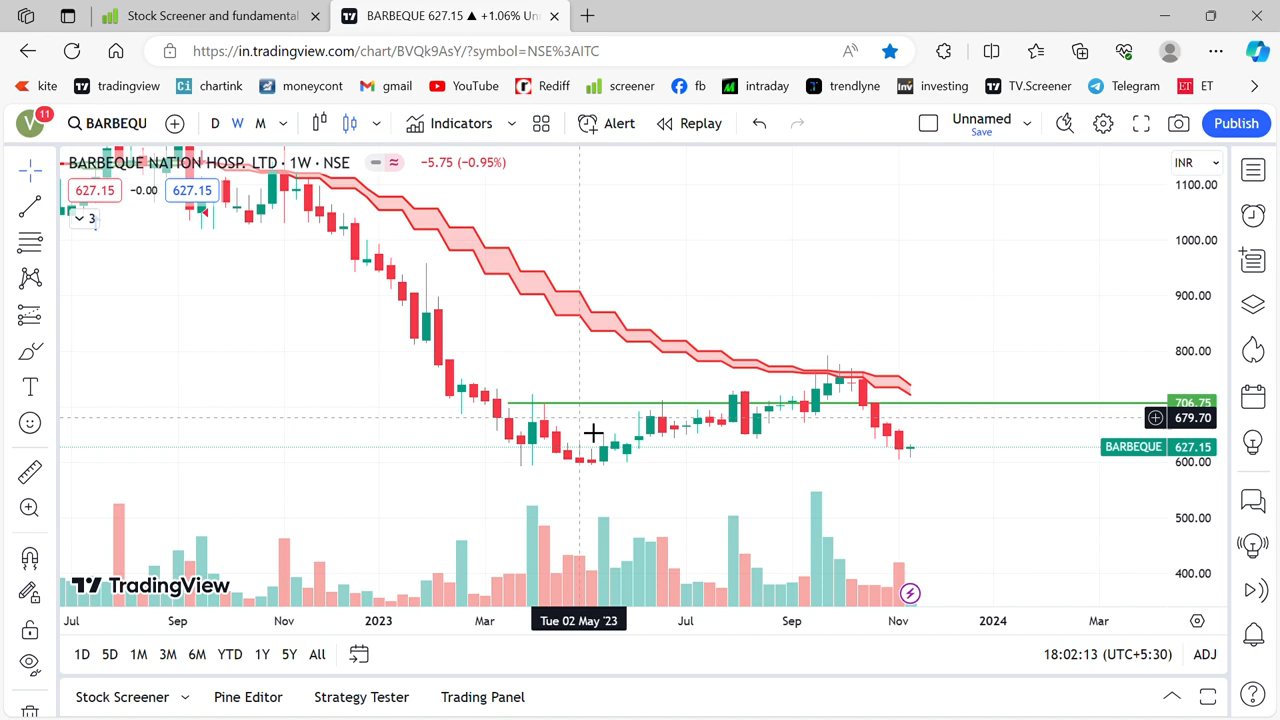 Stock Screener and fundamental
BARBEQUE 627.15 ▲ +1.06% Un
https://in.tradingview.com/chart/BVQk9AsY/?symbol=NSE%3AITC
kite
tradingview
Ci chartink
moneycont
gmail
YouTube
Rediff
screener
fb
intraday
trendlyne
inv investing
TV.Screener
Telegram
ET ET
V 11
BARBEQU
D W M
Indicators
Alert
Replay
Unnamed
Save
Publish
BARBEQUE NATION HOSP. LTD · 1W · NSE
−5.75 (−0.95%)
INR
627.15 -0.00 627.15
3
1100.00
1000.00
900.00
800.00
706.75
679.70
BARBEQUE 627.15
600.00
500.00
400.00
TradingView
Jul Sep Nov 2023 Mar Tue 02 May '23 Jul Sep Nov 2024 Mar
1D 5D 1M 3M 6M YTD 1Y 5Y All
18:02:13 (UTC+5:30) ADJ
Stock Screener Pine Editor Strategy Tester Trading Panel